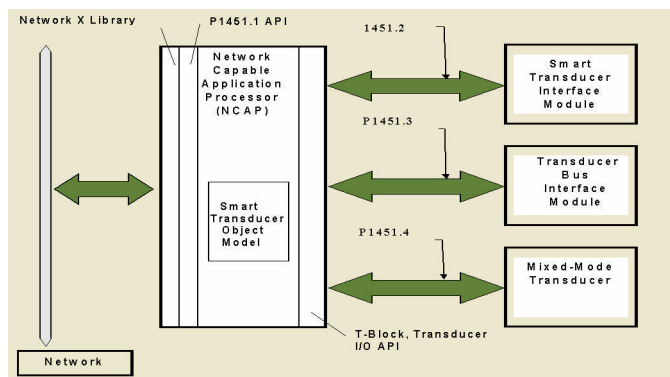 Network X Library
P1451.1 API
Network
Capable
Application
Processor
(NCAP)
Smart
Transducer
Object
Model
1451.2
P1451.3
P1451.4
Smart
Transducer
Interface
Module
Transducer
Bus
Interface
Module
Mixed-Mode
Transducer
T-Block, Transducer
I/O API
Network